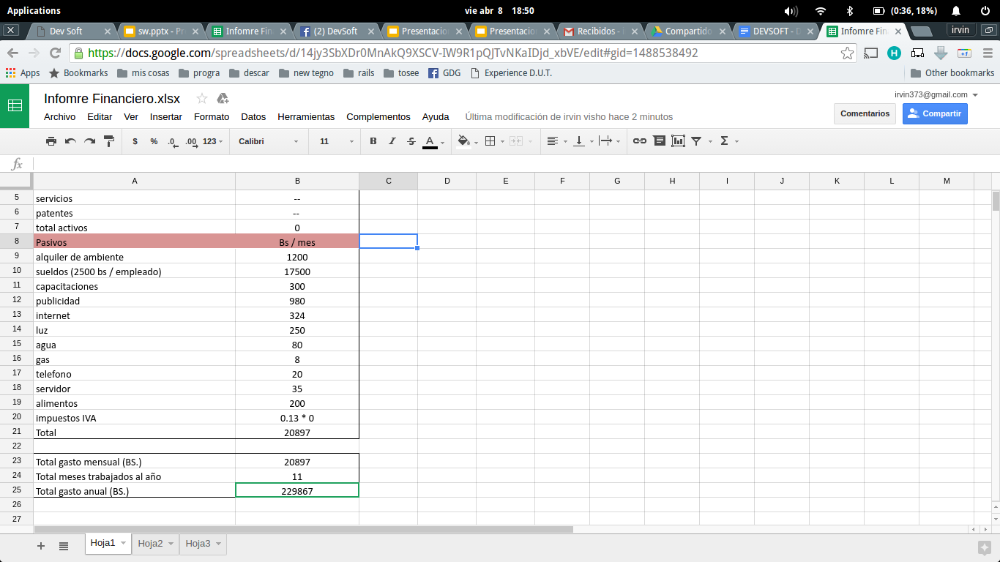 Applications vie abr 8 18:50 (0:36, 18%)
Dev Soft sw.pptx - Pr Infomre Fin (2) DevSoft Presentacion Presentacion Recibidos - Compartido DEVSOFT - D Infomre Fin irvin
https://docs.google.com/spreadsheets/d/14jy3SbXDr0MnAkQ9XSCV-IW9R1pQJTvNKaIDjd_xbVE/edit#gid=1488538492
Apps Bookmarks mis cosas progra descar new tegno rails tosee GDG Experience D.U.T. Other bookmarks
Infomre Financiero.xlsx irvin373@gmail.com
Archivo Editar Ver Insertar Formato Datos Herramientas Complementos Ayuda Última modificación de irvin visho hace 2 minutos Comentarios Compartir
$ % .0 .00 123 Calibri 11 B I S A Σ
fx
A B C D E F G H I J K L M
5 servicios --
6 patentes --
7 total activos 0
8 Pasivos Bs / mes
9 alquiler de ambiente 1200
10 sueldos (2500 bs / empleado) 17500
11 capacitaciones 300
12 publicidad 980
13 internet 324
14 luz 250
15 agua 80
16 gas 8
17 telefono 20
18 servidor 35
19 alimentos 200
20 impuestos IVA 0.13 * 0
21 Total 20897
22
23 Total gasto mensual (BS.) 20897
24 Total meses trabajados al año 11
25 Total gasto anual (BS.) 229867
26
27
Hoja1 Hoja2 Hoja3